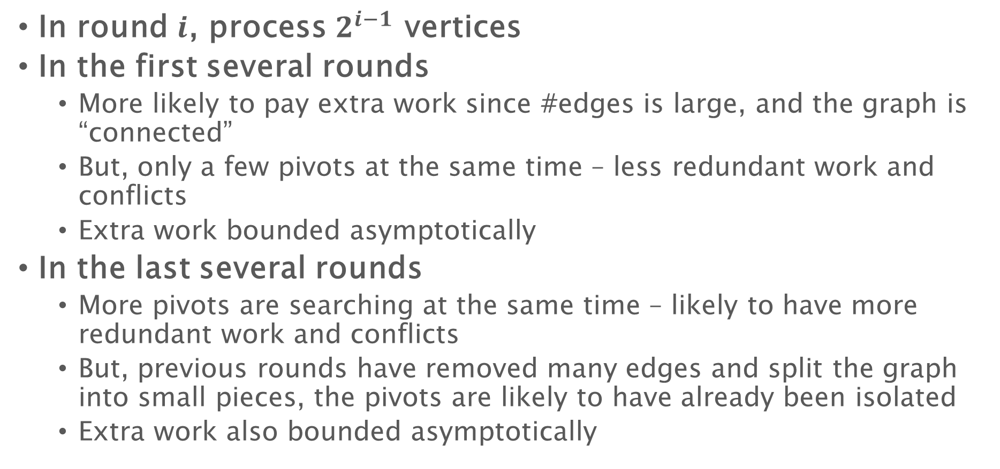 • In round i, process 2^{i−1} vertices
• In the first several rounds
• More likely to pay extra work since #edges is large, and the graph is
“connected”
• But, only a few pivots at the same time – less redundant work and
conflicts
• Extra work bounded asymptotically
• In the last several rounds
• More pivots are searching at the same time – likely to have more
redundant work and conflicts
• But, previous rounds have removed many edges and split the graph
into small pieces, the pivots are likely to have already been isolated
• Extra work also bounded asymptotically